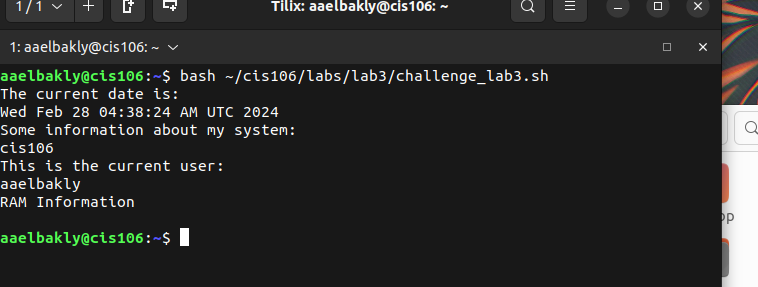 1/1
Tilix: aaelbakly@cis106: ~
1: aaelbakly@cis106: ~
aaelbakly@cis106:~$ bash ~/cis106/labs/lab3/challenge_lab3.sh
The current date is:
Wed Feb 28 04:38:24 AM UTC 2024
Some information about my system:
cis106
This is the current user:
aaelbakly
RAM Information
aaelbakly@cis106:~$